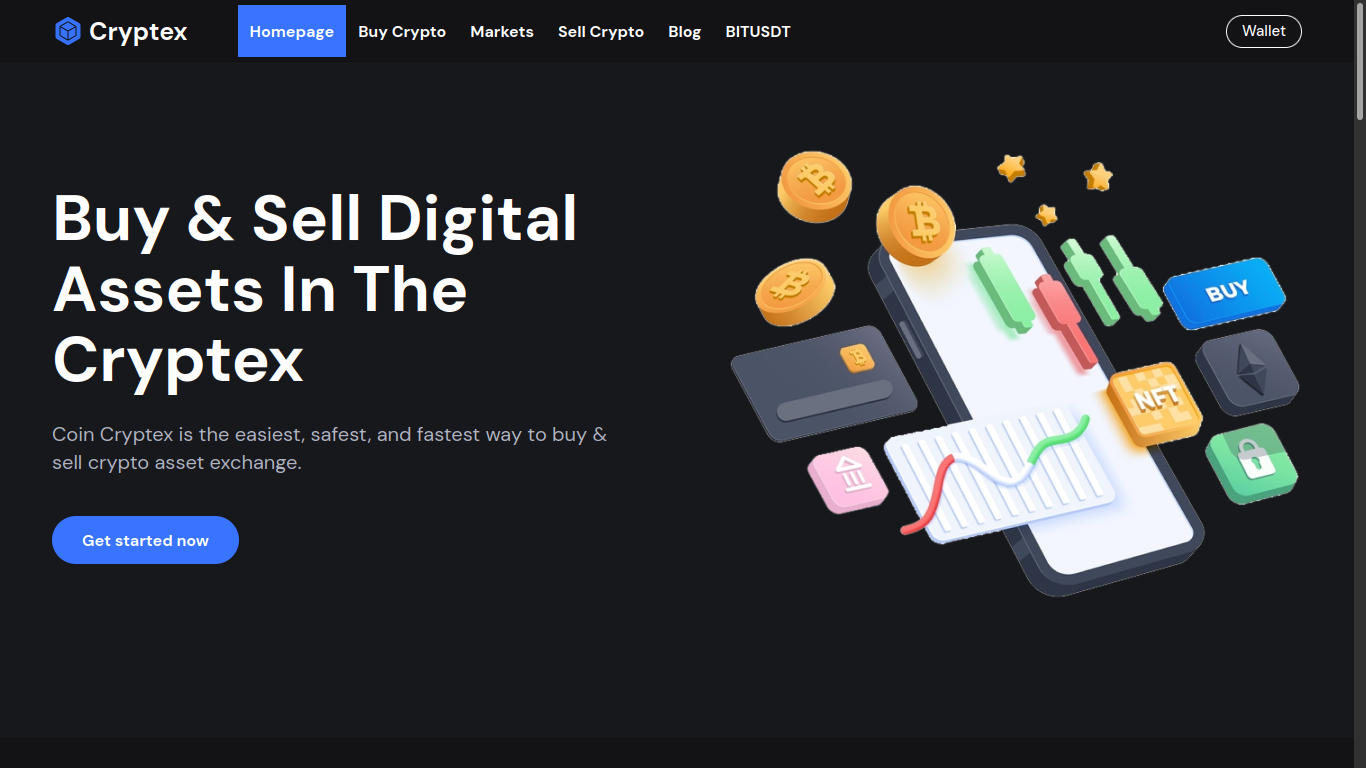 Cryptex
Homepage
Buy Crypto
Markets
Sell Crypto
Blog
BITUSDT
Wallet
Buy & Sell Digital
Assets In The
Cryptex
Coin Cryptex is the easiest, safest, and fastest way to buy &
sell crypto asset exchange.
Get started now
BUY
NFT